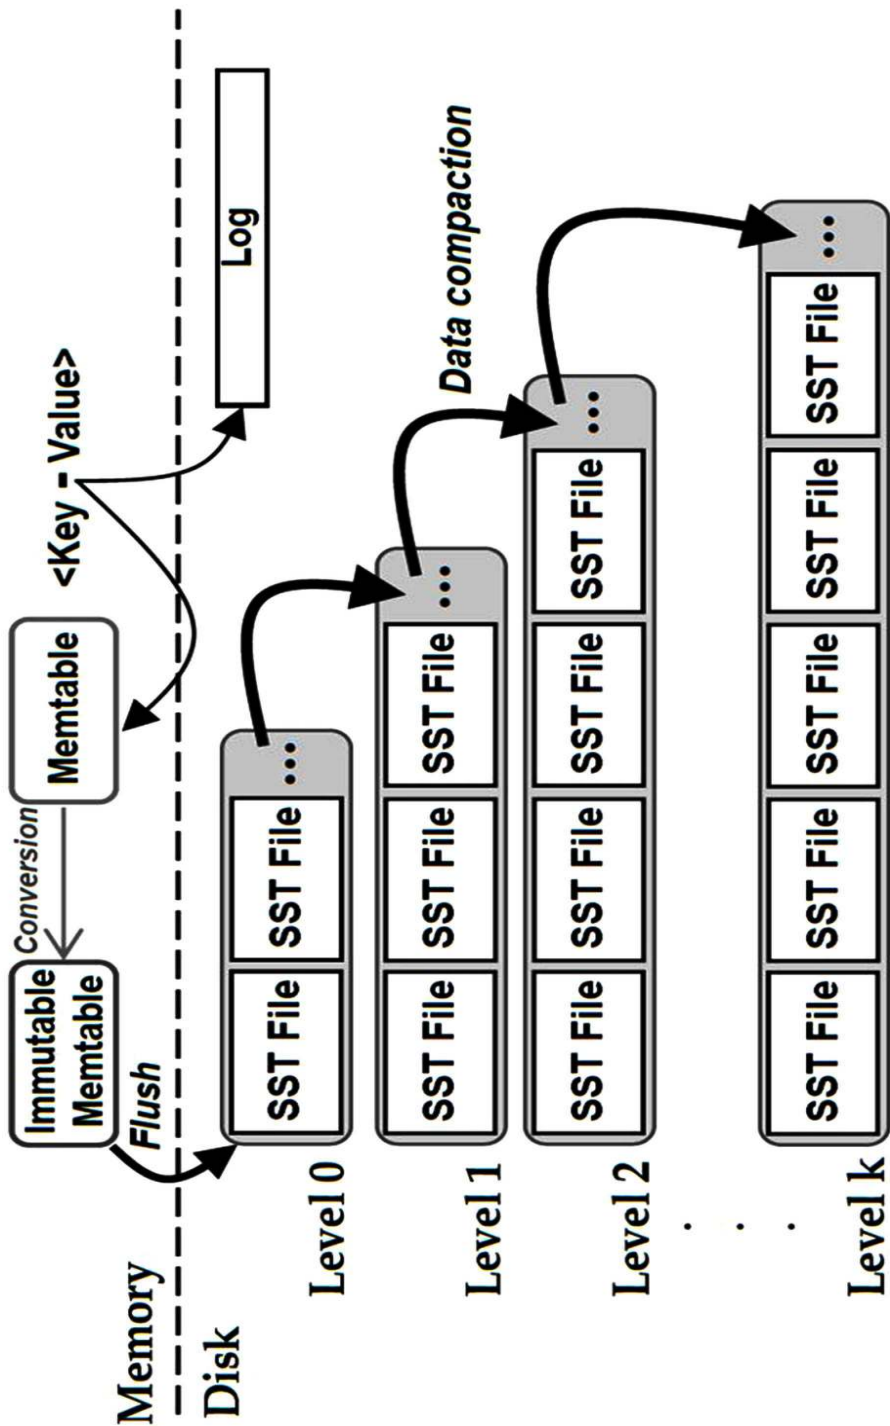 Memory
Immutable
Memtable
Conversion
Memtable
<Key - Value>
Flush
Disk
Log
Level 0
SST File
SST File
...
Data compaction
Level 1
SST File
SST File
SST File
...
Level 2
SST File
SST File
SST File
SST File
...
. . .
Level k
SST File
SST File
SST File
SST File
SST File
...